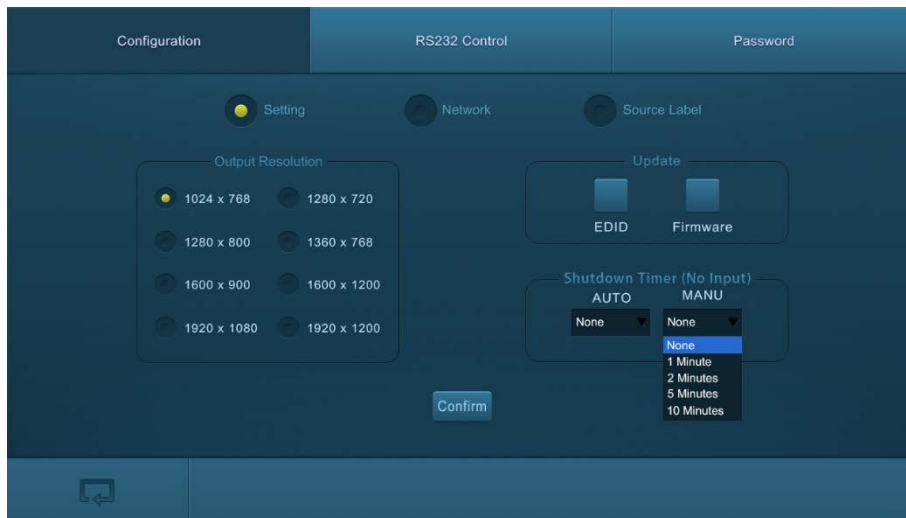 Configuration
RS232 Control
Password
Setting
Network
Source Label
Output Resolution
1024 x 768
1280 x 720
1280 x 800
1360 x 768
1600 x 900
1600 x 1200
1920 x 1080
1920 x 1200
Update
EDID
Firmware
Shutdown Timer (No Input)
AUTO
MANU
None
None
None
1 Minute
2 Minutes
5 Minutes
10 Minutes
Confirm